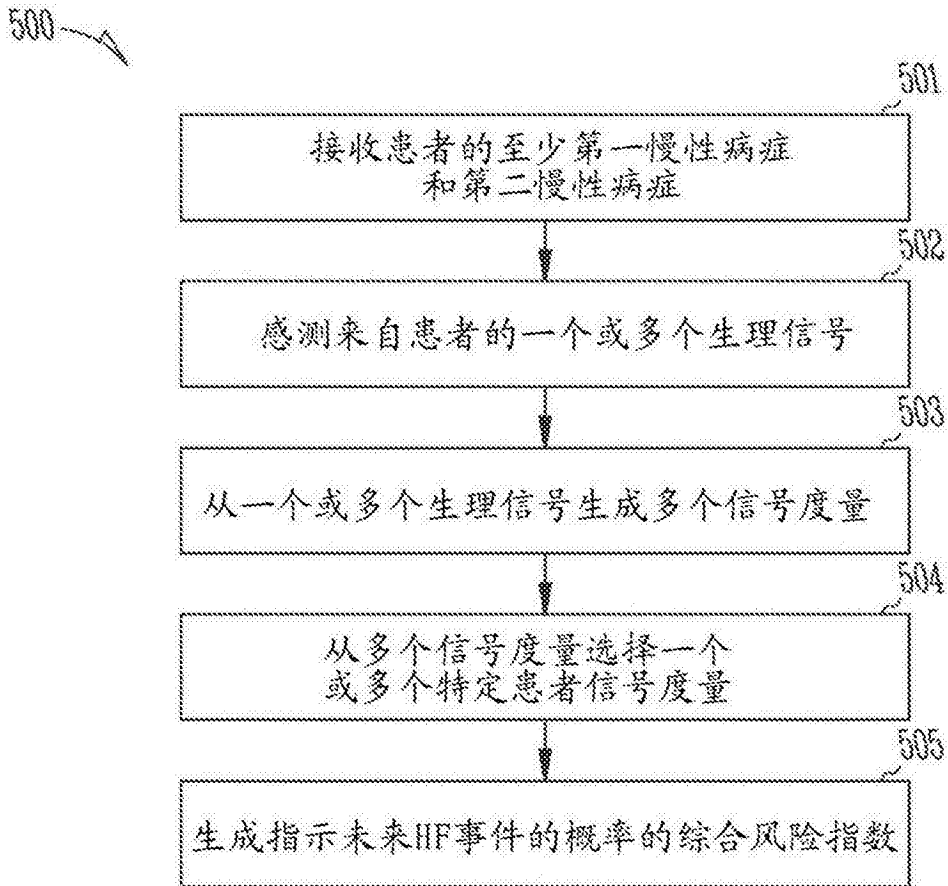 500
501
接收患者的至少第一慢性病症
和第二慢性病症
502
感测来自患者的一个或多个生理信号
503
从一个或多个生理信号生成多个信号度量
504
从多个信号度量选择一个
或多个特定患者信号度量
505
生成指示未来HF事件的概率的综合风险指数